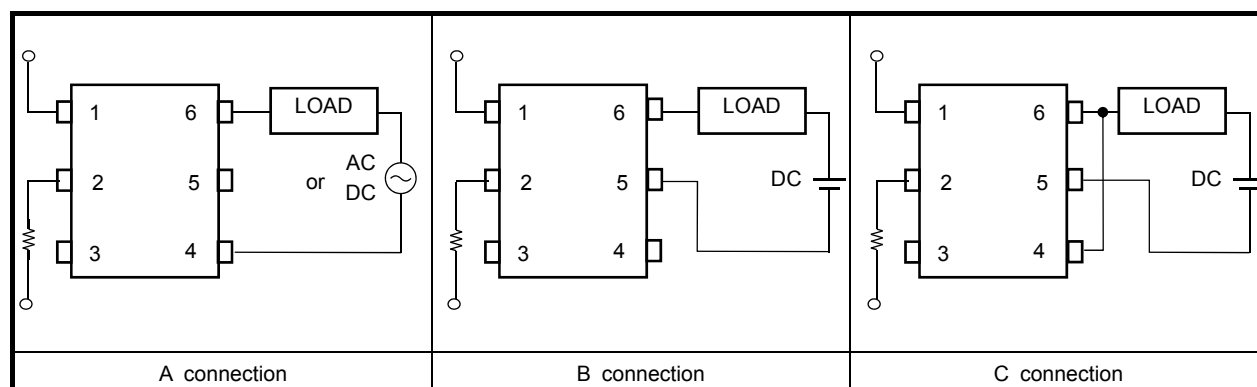 1 6 LOAD
2 5 or AC DC
3 4
A connection
1 6 LOAD
2 5 DC
3 4
B connection
1 6 LOAD
2 5 DC
3 4
C connection